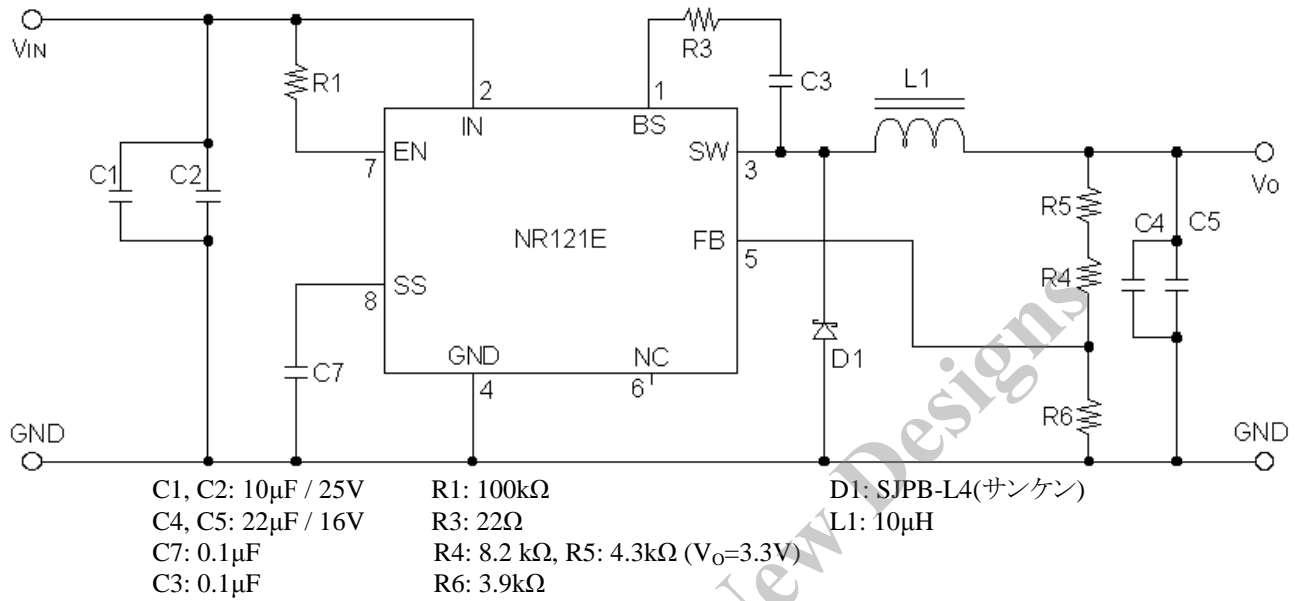 VIN
R1
2
IN
1
BS
R3
C3
L1
7
EN
SW
3
Vo
C1
C2
NR121E
FB
5
R5
R4
C4
C5
8
SS
C7
GND
4
NC
6
D1
R6
GND
GND
C1, C2: 10μF / 25V
C4, C5: 22μF / 16V
C7: 0.1μF
C3: 0.1μF
R1: 100kΩ
R3: 22Ω
R4: 8.2 kΩ, R5: 4.3kΩ (VO=3.3V)
R6: 3.9kΩ
D1: SJPB-L4(サンケン)
L1: 10μH
New Designs